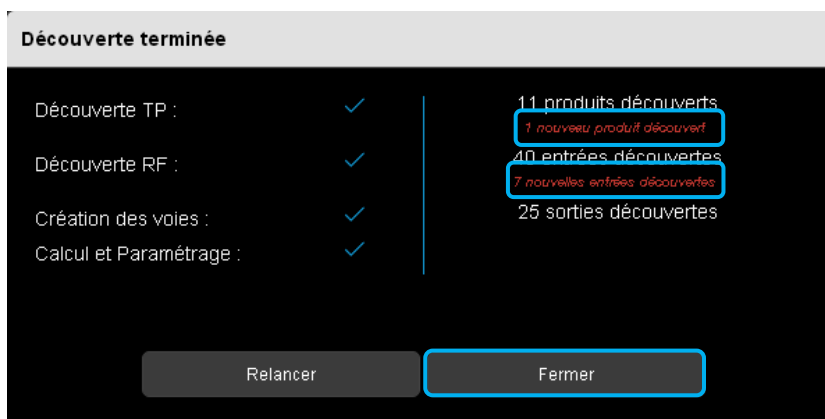 Découverte terminée
Découverte TP :
11 produits découverts
1 nouveau produit découvert
Découverte RF :
40 entrées découvertes
7 nouvelles entrées découvertes
Création des voies :
25 sorties découvertes
Calcul et Paramétrage :
Relancer
Fermer